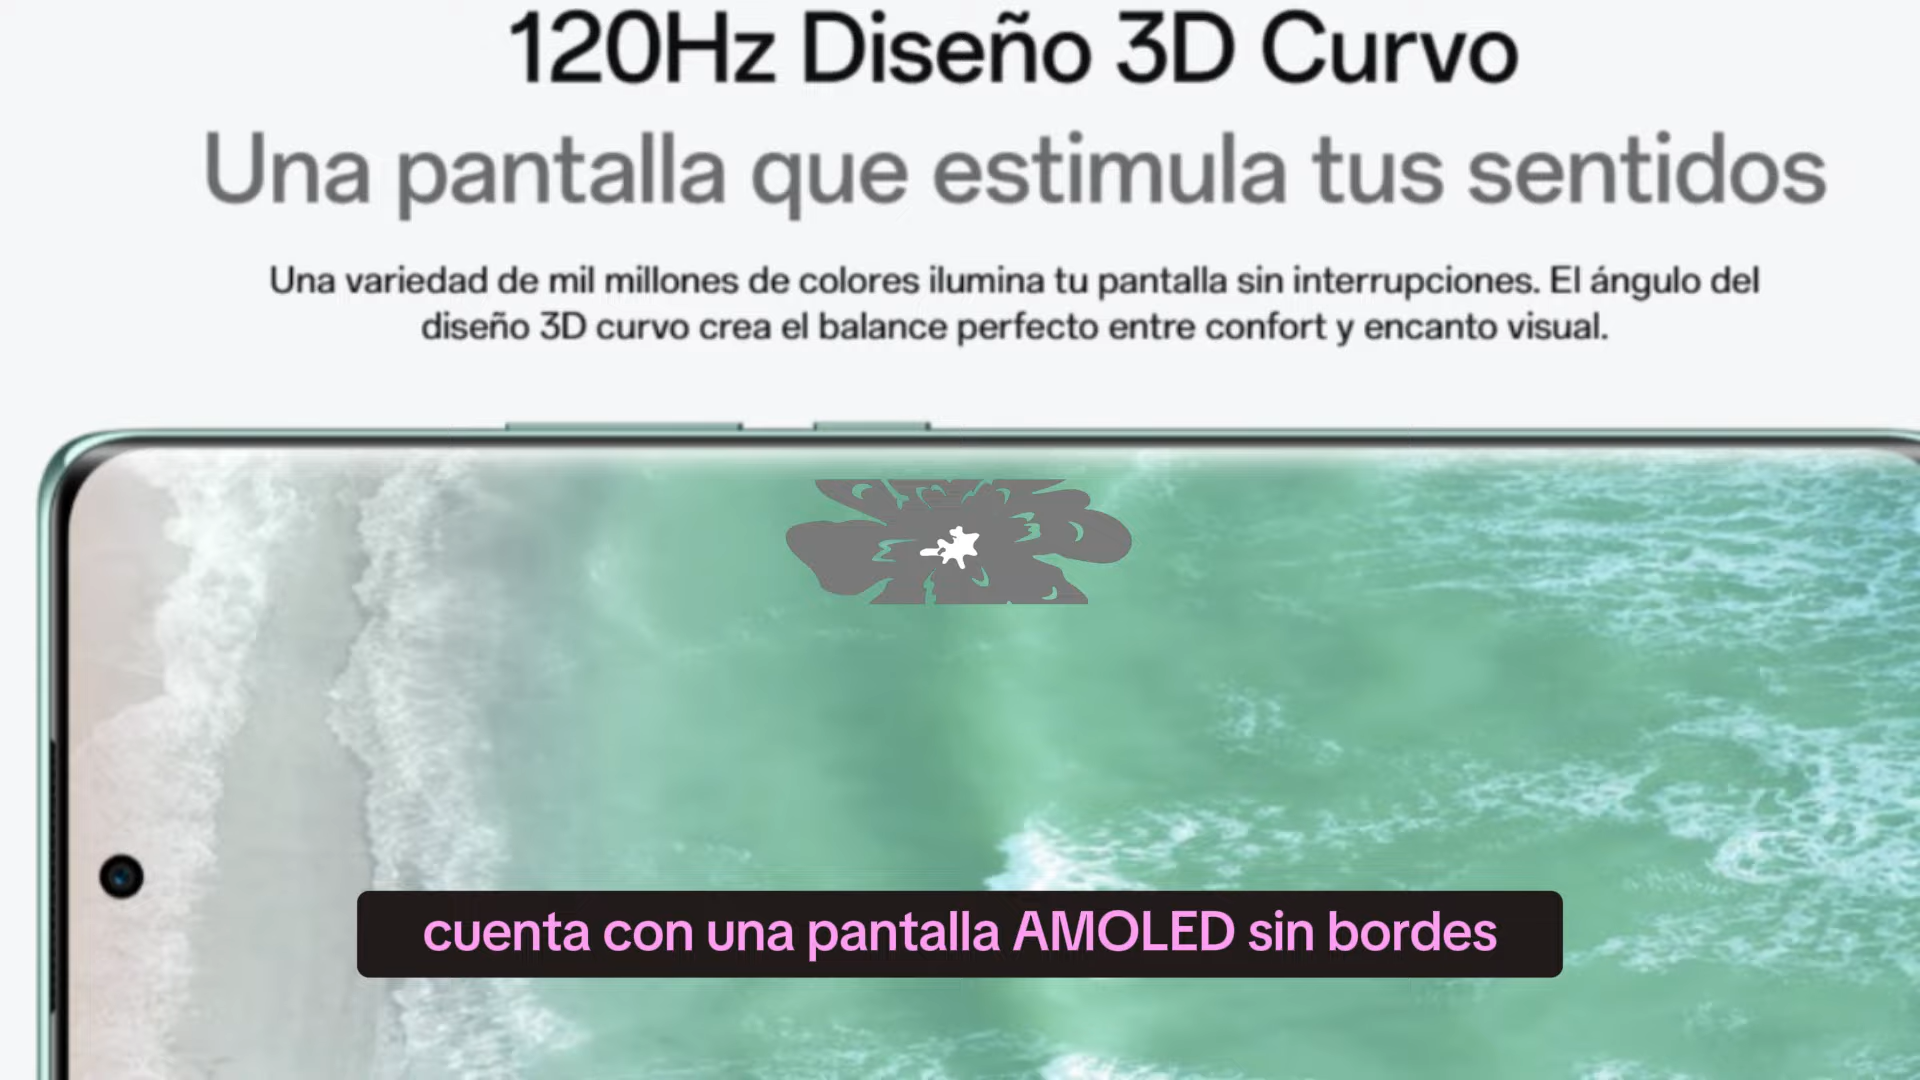 120Hz Diseño 3D Curvo
Una pantalla que estimula tus sentidos
Una variedad de mil millones de colores ilumina tu pantalla sin interrupciones. El ángulo del
diseño 3D curvo crea el balance perfecto entre confort y encanto visual.
cuenta con una pantalla AMOLED sin bordes